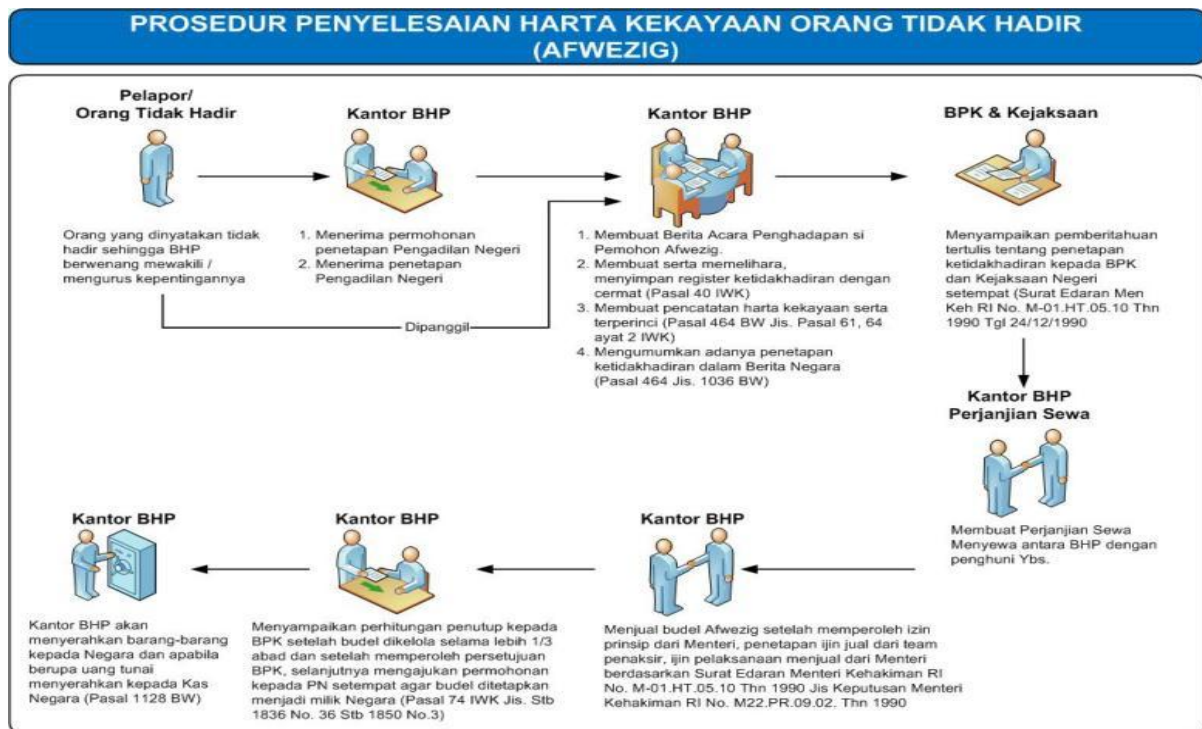 PROSEDUR PENYELESAIAN HARTA KEKAYAAN ORANG TIDAK HADIR
(AFWEZIG)
Pelapor/
Orang Tidak Hadir
Orang yang dinyatakan tidak
hadir sehingga BHP
berwenang mewakili /
mengurus kepentingannya
Kantor BHP
1. Menerima permohonan
penetapan Pengadilan Negeri
2. Menerima penetapan
Pengadilan Negeri
Dipanggil
Kantor BHP
1. Membuat Berita Acara Penghadapan si
Pemohon Afwezig.
2. Membuat serta memelihara,
menyimpan register ketidakhadiran dengan
cermat (Pasal 40 IWK)
3. Membuat pencatatan harta kekayaan serta
terperinci (Pasal 464 BW Jis. Pasal 61, 64
ayat 2 IWK)
4. Mengumumkan adanya penetapan
ketidakhadiran dalam Berita Negara
(Pasal 464 Jis. 1036 BW)
BPK & Kejaksaan
Menyampaikan pemberitahuan
tertulis tentang penetapan
ketidakhadiran kepada BPK
dan Kejaksaan Negeri
setempat (Surat Edaran Men
Keh RI No. M-01.HT.05.10 Thn
1990 Tgl 24/12/1990
Kantor BHP
Perjanjian Sewa
Membuat Perjanjian Sewa
Menyewa antara BHP dengan
penghuni Ybs.
Kantor BHP
Menjual budel Afwezig setelah memperoleh izin
prinsip dari Menteri, penetapan ijin jual dari team
penaksir, ijin pelaksanaan menjual dari Menteri
berdasarkan Surat Edaran Menteri Kehakiman RI
No. M-01.HT.05.10 Thn 1990 Jis Keputusan Menteri
Kehakiman RI No. M22.PR.09.02. Thn 1990
Kantor BHP
Menyampaikan perhitungan penutup kepada
BPK setelah budel dikelola selama lebih 1/3
abad dan setelah memperoleh persetujuan
BPK, selanjutnya mengajukan permohonan
kepada PN setempat agar budel ditetapkan
menjadi milik Negara (Pasal 74 IWK Jis. Stb
1836 No. 36 Stb 1850 No.3)
Kantor BHP
Kantor BHP akan
menyerahkan barang-barang
kepada Negara dan apabila
berupa uang tunai
menyerahkan kepada Kas
Negara (Pasal 1128 BW)